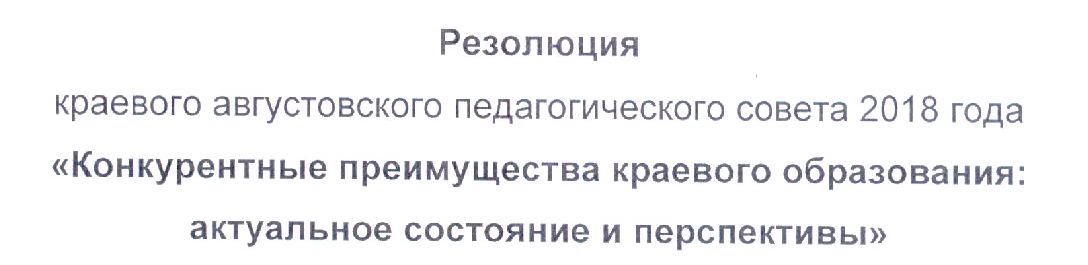 Резолюция
краевого августовского педагогического совета 2018 года
«Конкурентные преимущества краевого образования:
актуальное состояние и перспективы»